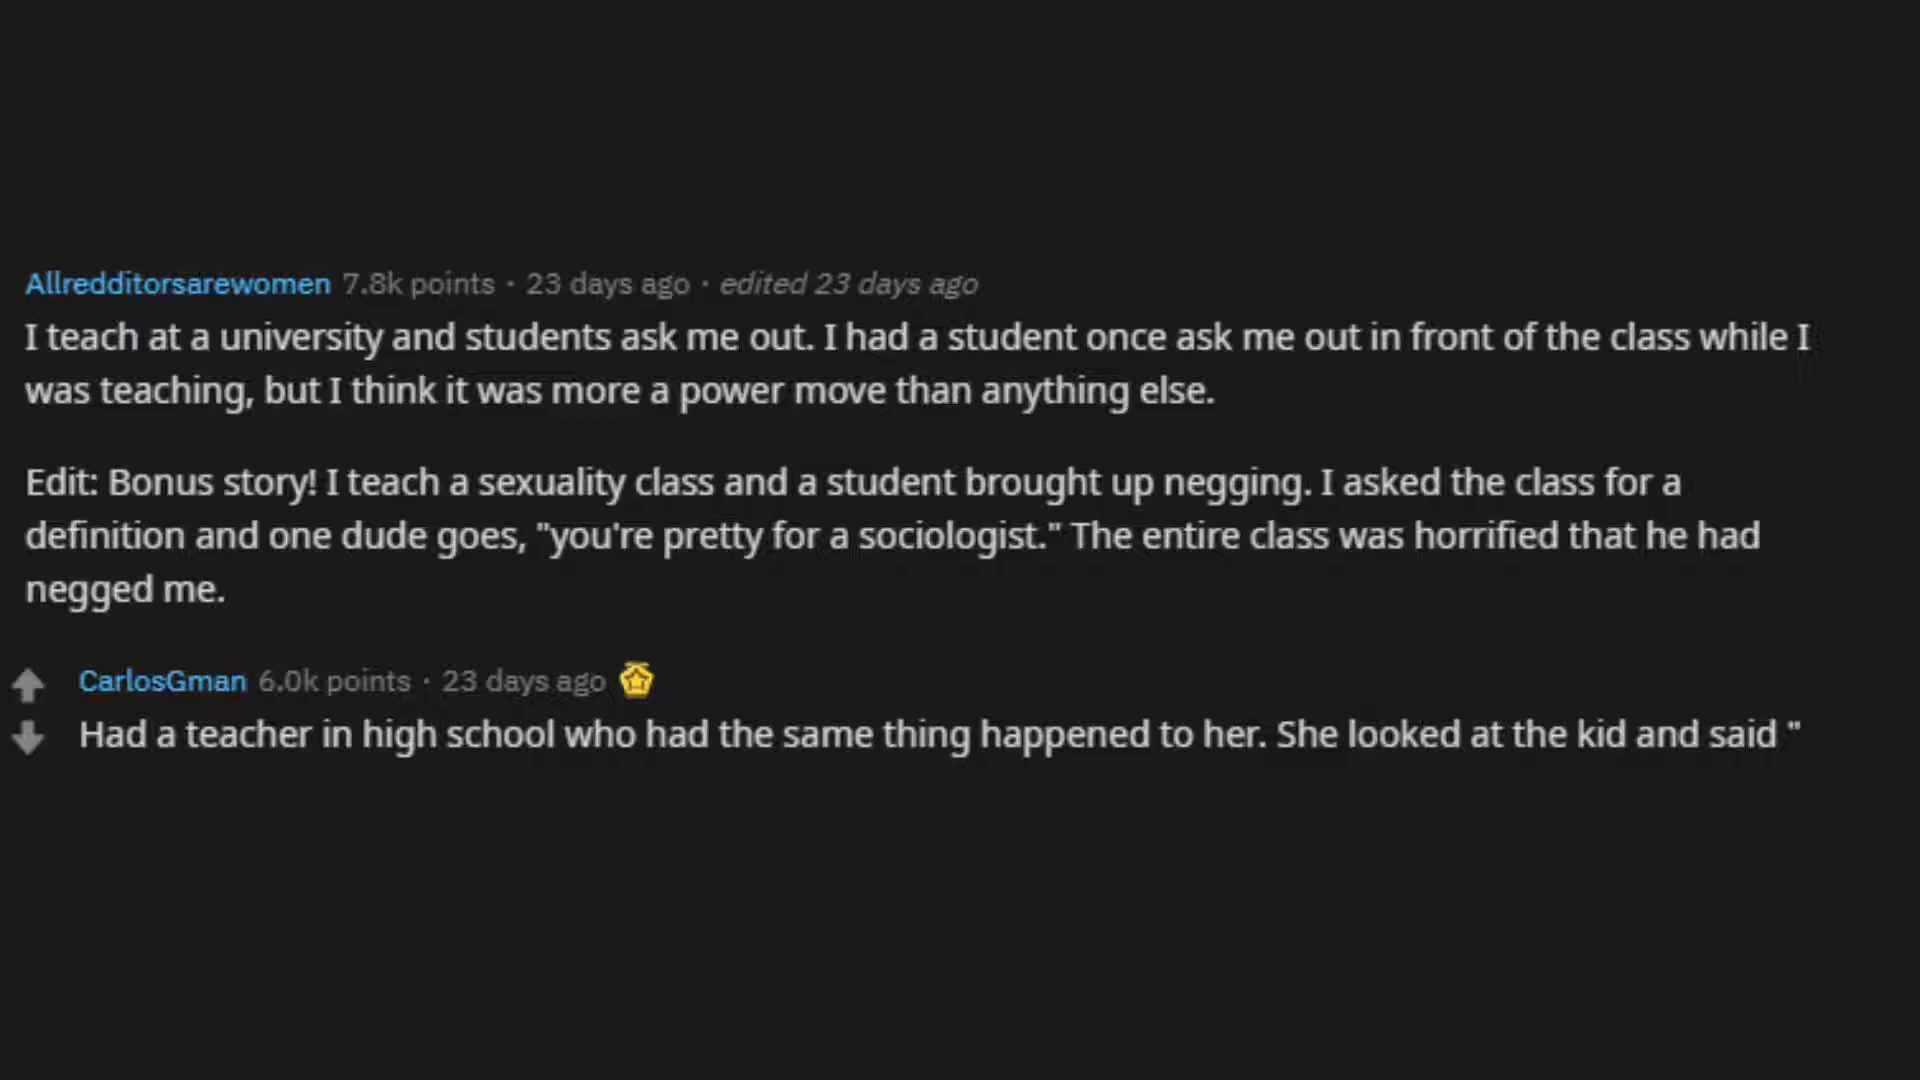 Allredditorsarewomen 7.8k points · 23 days ago · edited 23 days ago
I teach at a university and students ask me out. I had a student once ask me out in front of the class while I
was teaching, but I think it was more a power move than anything else.
Edit: Bonus story! I teach a sexuality class and a student brought up negging. I asked the class for a
definition and one dude goes, "you're pretty for a sociologist." The entire class was horrified that he had
negged me.
CarlosGman 6.0k points · 23 days ago
Had a teacher in high school who had the same thing happened to her. She looked at the kid and said "